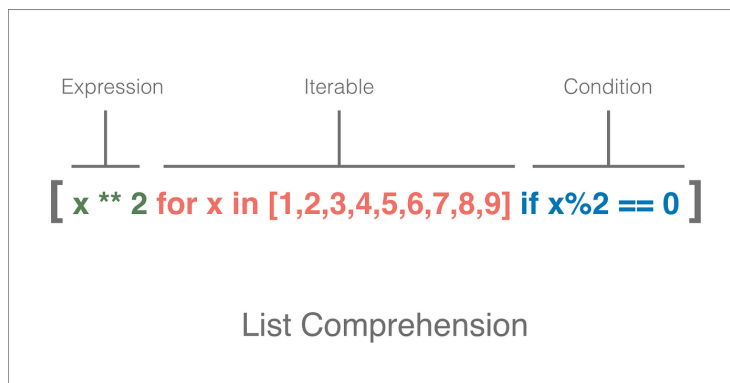 Expression Iterable Condition
[ x ** 2 for x in [1,2,3,4,5,6,7,8,9] if x%2 == 0 ]
List Comprehension